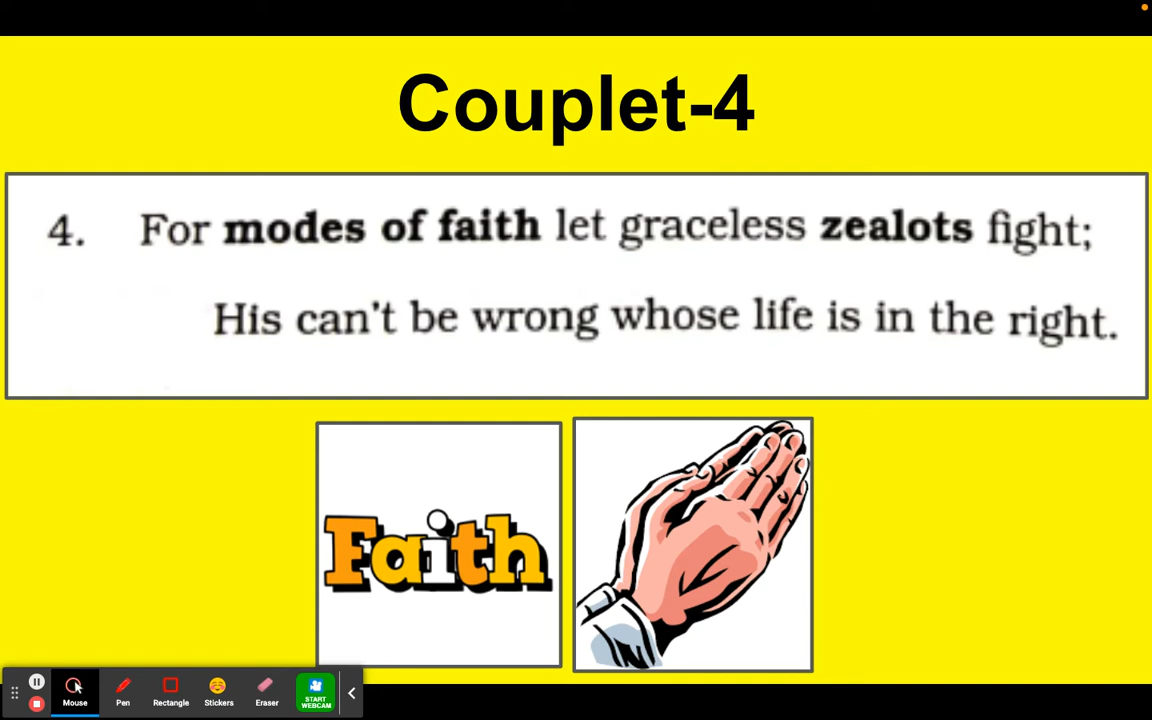 Couplet-4
4. For modes of faith let graceless zealots fight;
His can't be wrong whose life is in the right.
Faith
Mouse Pen Rectangle Stickers Eraser START
WEBCAM